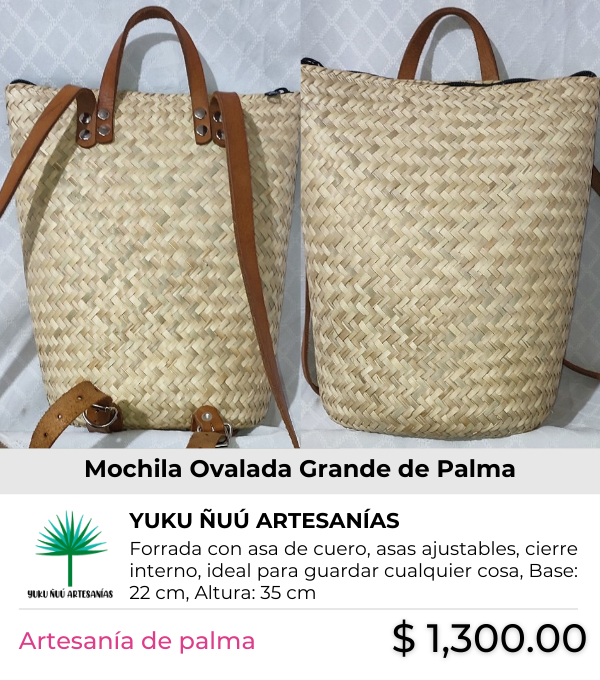 Mochila Ovalada Grande de Palma
YUKU ÑUÚ ARTESANÍAS
Forrada con asa de cuero, asas ajustables, cierre
interno, ideal para guardar cualquier cosa, Base:
22 cm, Altura: 35 cm
YUKU ÑUÚ ARTESANÍAS
Artesanía de palma
$ 1,300.00